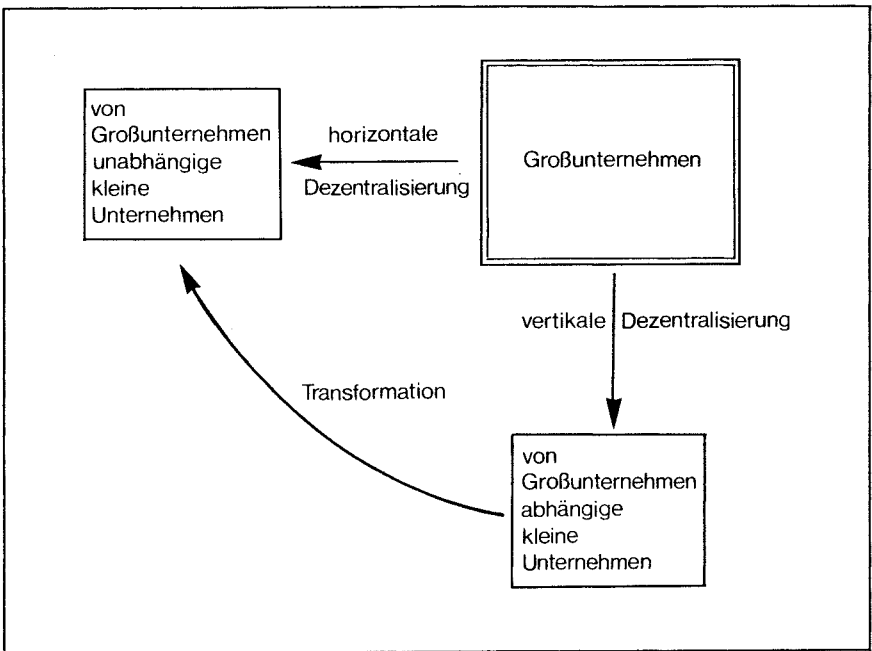 von
Großunternehmen
unabhängige
kleine
Unternehmen
horizontale
Dezentralisierung
Großunternehmen
vertikale Dezentralisierung
Transformation
von
Großunternehmen
abhängige
kleine
Unternehmen